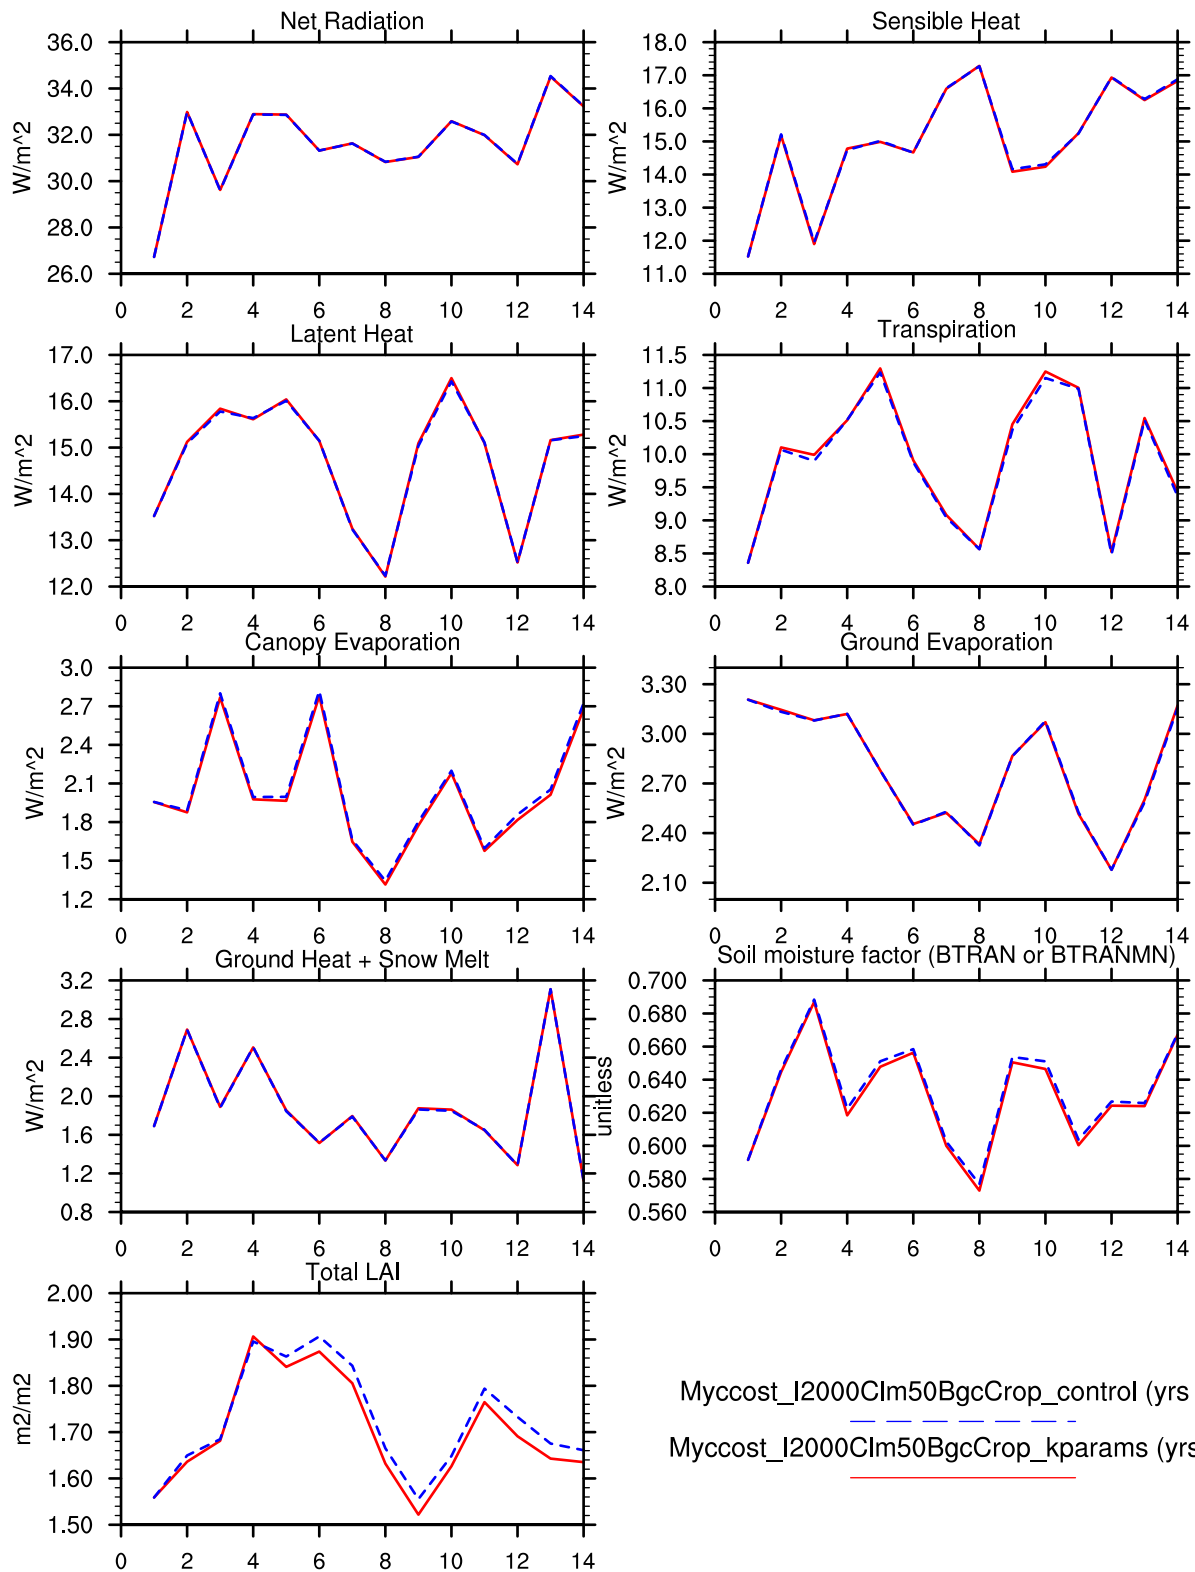 Net Radiation
W/m^2
36.0
34.0
32.0
30.0
28.0
26.0
0 2 4 6 8 10 12 14
Sensible Heat
W/m^2
18.0
17.0
16.0
15.0
14.0
13.0
12.0
11.0
0 2 4 6 8 10 12 14
Latent Heat
W/m^2
17.0
16.0
15.0
14.0
13.0
12.0
0 2 4 6 8 10 12 14
Transpiration
W/m^2
11.5
11.0
10.5
10.0
9.5
9.0
8.5
8.0
0 2 4 6 8 10 12 14
Canopy Evaporation
W/m^2
3.0
2.7
2.4
2.1
1.8
1.5
1.2
0 2 4 6 8 10 12 14
Ground Evaporation
W/m^2
3.30
3.00
2.70
2.40
2.10
0 2 4 6 8 10 12 14
Ground Heat + Snow Melt
W/m^2
3.2
2.8
2.4
2.0
1.6
1.2
0.8
0 2 4 6 8 10 12 14
Soil moisture factor (BTRAN or BTRANMN)
unitless
0.700
0.680
0.660
0.640
0.620
0.600
0.580
0.560
0 2 4 6 8 10 12 14
Total LAI
m2/m2
2.00
1.90
1.80
1.70
1.60
1.50
0 2 4 6 8 10 12 14
Myccost_I2000Clm50BgcCrop_control (yrs
Myccost_I2000Clm50BgcCrop_kparams (yrs